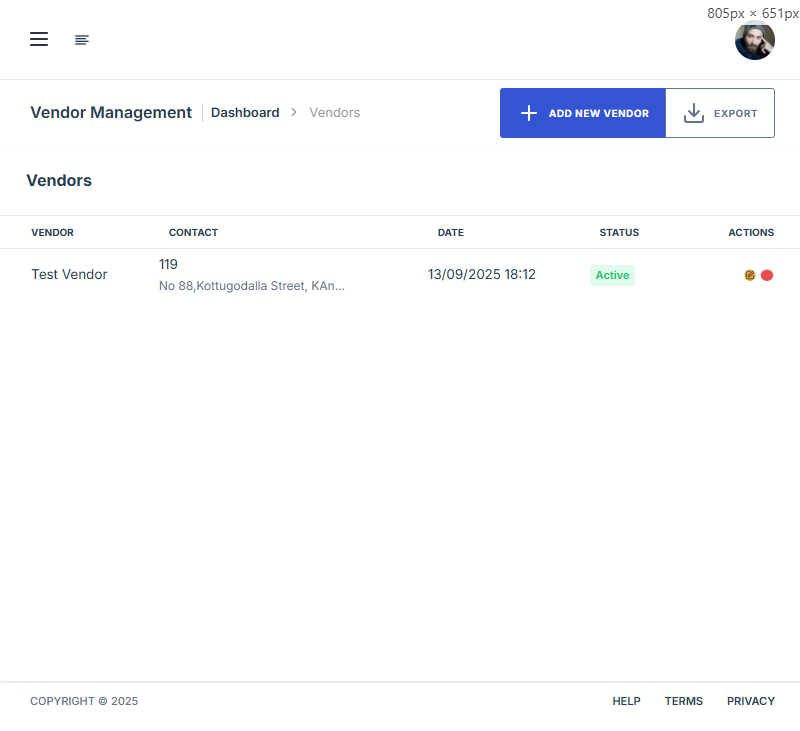 805px × 651px
Vendor Management Dashboard Vendors
ADD NEW VENDOR EXPORT
Vendors
VENDOR CONTACT DATE STATUS ACTIONS
Test Vendor 119 13/09/2025 18:12 Active
No 88,Kottugodalla Street, KAn...
COPYRIGHT © 2025 HELP TERMS PRIVACY